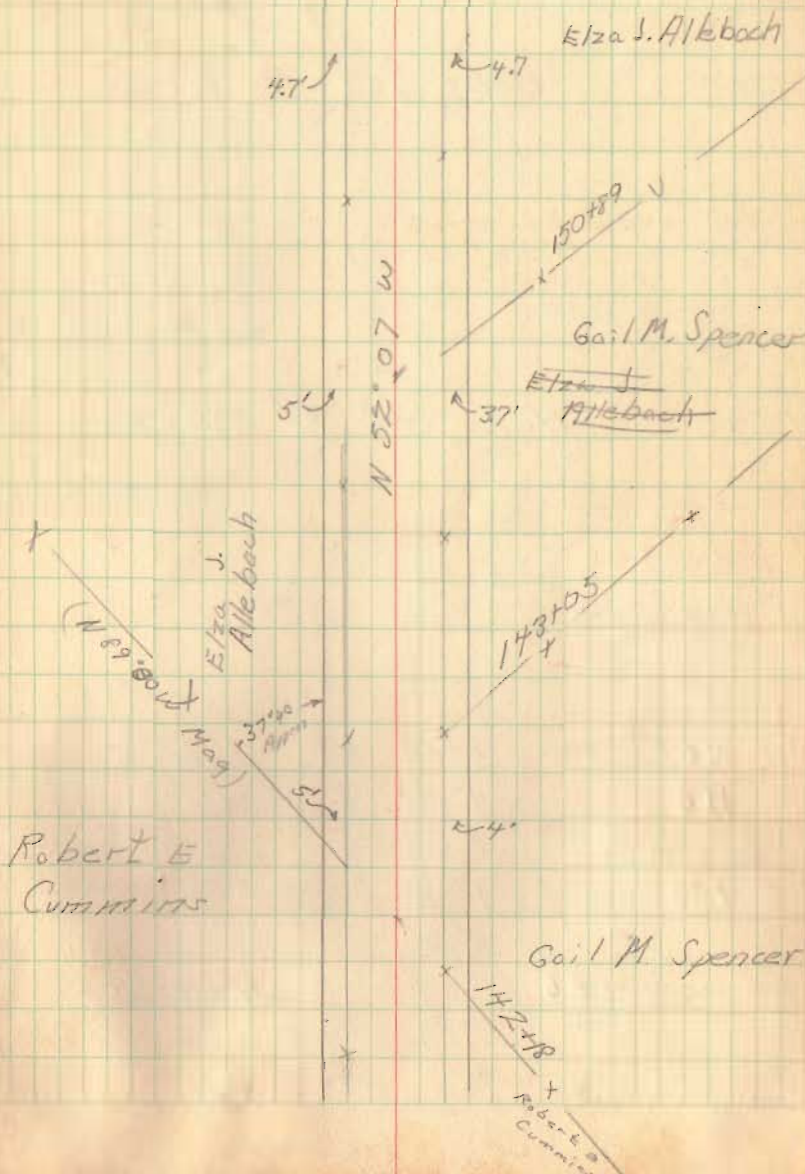 Elza J. Allebach
4.7'
4.7
150+89
N 52°07 W
Gail M. Spencer
Elza J.
Allebach
5'
37'
Elza J.
Allebach
143+05
(N 89°00 W
Mag)
37°
5'
4'
Robert E
Cummins
Gail M Spencer
142+18
Robert
Cummins